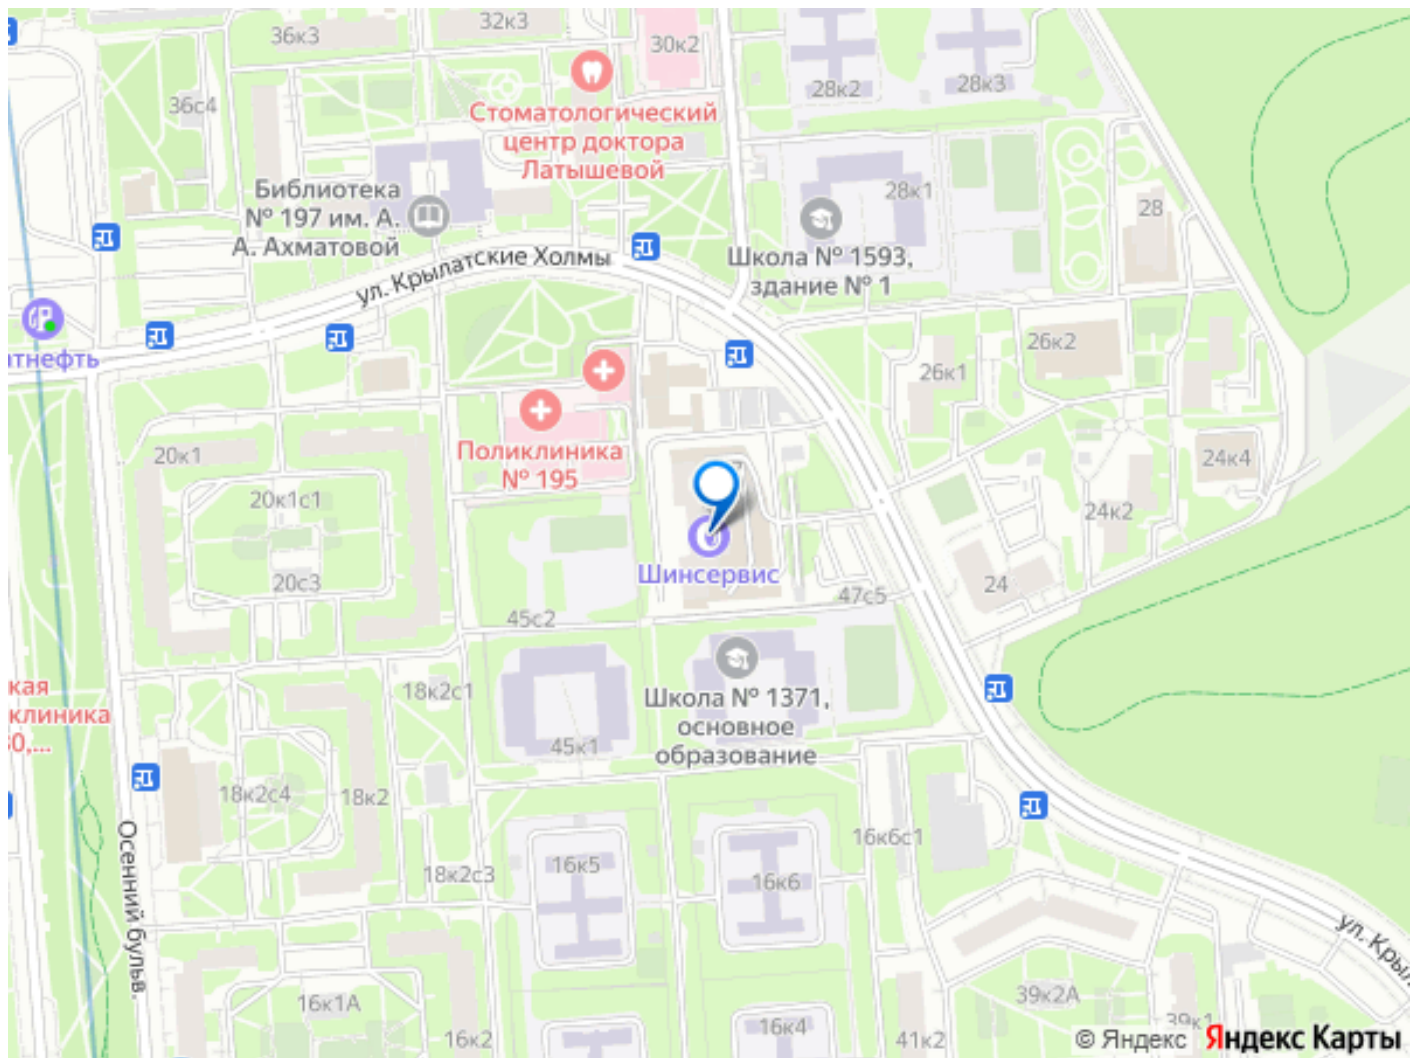 36к3
32к3
30к2
28к2
28к3
36с4
Стоматологический
центр доктора
Латышевой
Библиотека
№ 197 им. А.
А. Ахматовой
28к1
28
Школа № 1593,
здание № 1
ул. Крылатские Холмы
тнефть
26к1
26к2
20к1
Поликлиника
№ 195
20к1с1
24к4
24к2
20с3
Шинсервис
24
47с5
45с2
кая
клиника
18к2с1
Школа № 1371,
основное
образование
45к1
18к2с4
18к2
Осенний бульв.
18к2с3
16к5
16к6
16к6с1
ул. Крыл
16к1А
39к2А
16к2
16к4
41к2
39к1
© Яндекс Яндекс Карты